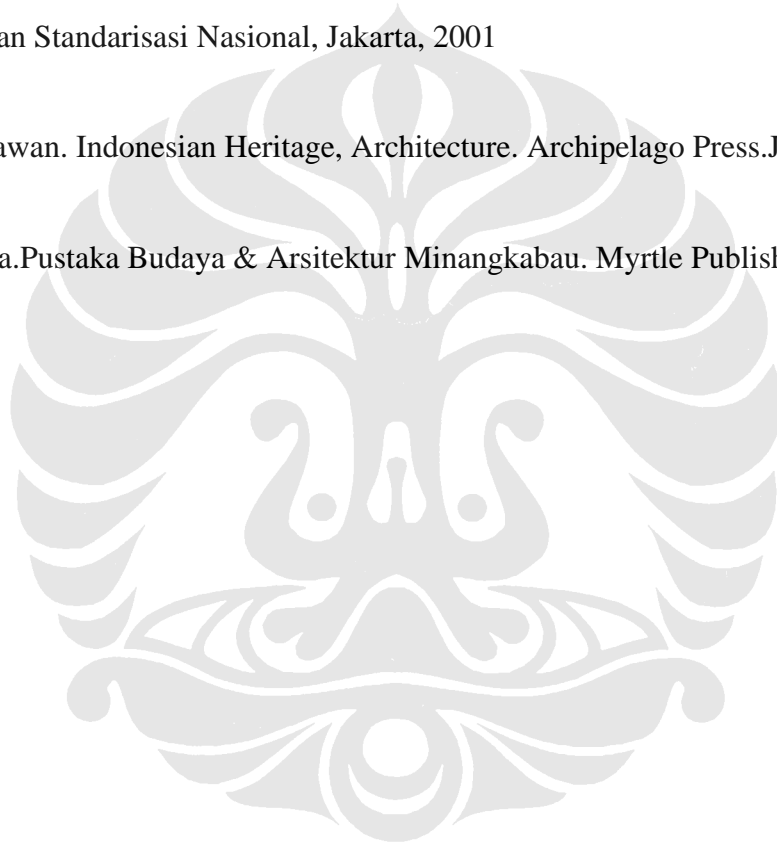 an Standarisasi Nasional, Jakarta, 2001
awan. Indonesian Heritage, Architecture. Archipelago Press.J
a.Pustaka Budaya & Arsitektur Minangkabau. Myrtle Publish